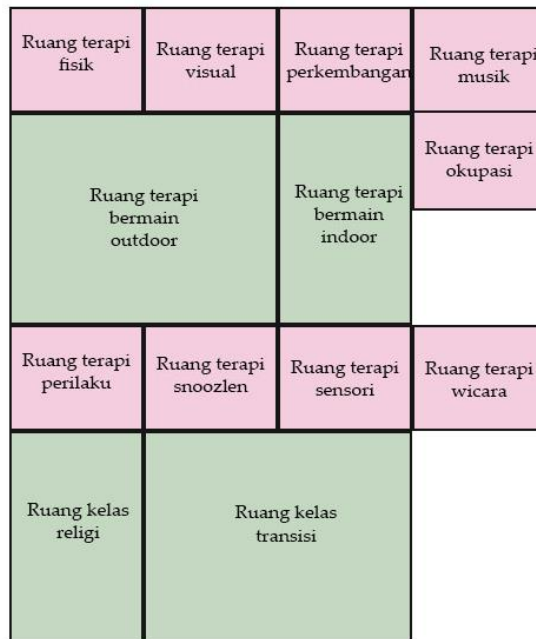 Ruang terapi
fisik
Ruang terapi
visual
Ruang terapi
perkembangan
Ruang terapi
musik
Ruang terapi
okupasi
Ruang terapi
bermain
outdoor
Ruang terapi
bermain
indoor
Ruang terapi
perilaku
Ruang terapi
snoozlen
Ruang terapi
sensori
Ruang terapi
wicara
Ruang kelas
religi
Ruang kelas
transisi